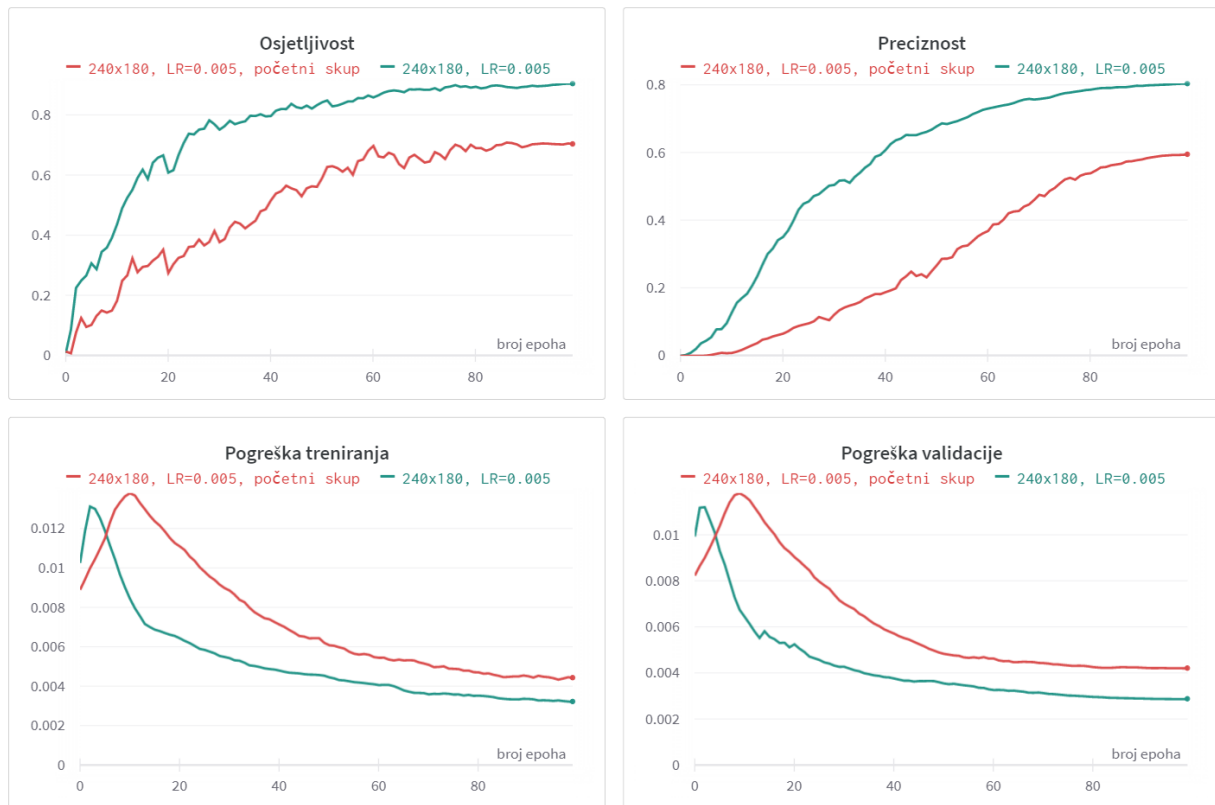 Osjetljivost
240x180, LR=0.005, početni skup 240x180, LR=0.005
0.8
0.6
0.4
0.2
0
broj epoha
0 20 40 60 80
Preciznost
240x180, LR=0.005, početni skup 240x180, LR=0.005
0.8
0.6
0.4
0.2
0
broj epoha
0 20 40 60 80
Pogreška treniranja
240x180, LR=0.005, početni skup 240x180, LR=0.005
0.012
0.01
0.008
0.006
0.004
0.002
0
broj epoha
0 20 40 60 80
Pogreška validacije
240x180, LR=0.005, početni skup 240x180, LR=0.005
0.01
0.008
0.006
0.004
0.002
0
broj epoha
0 20 40 60 80